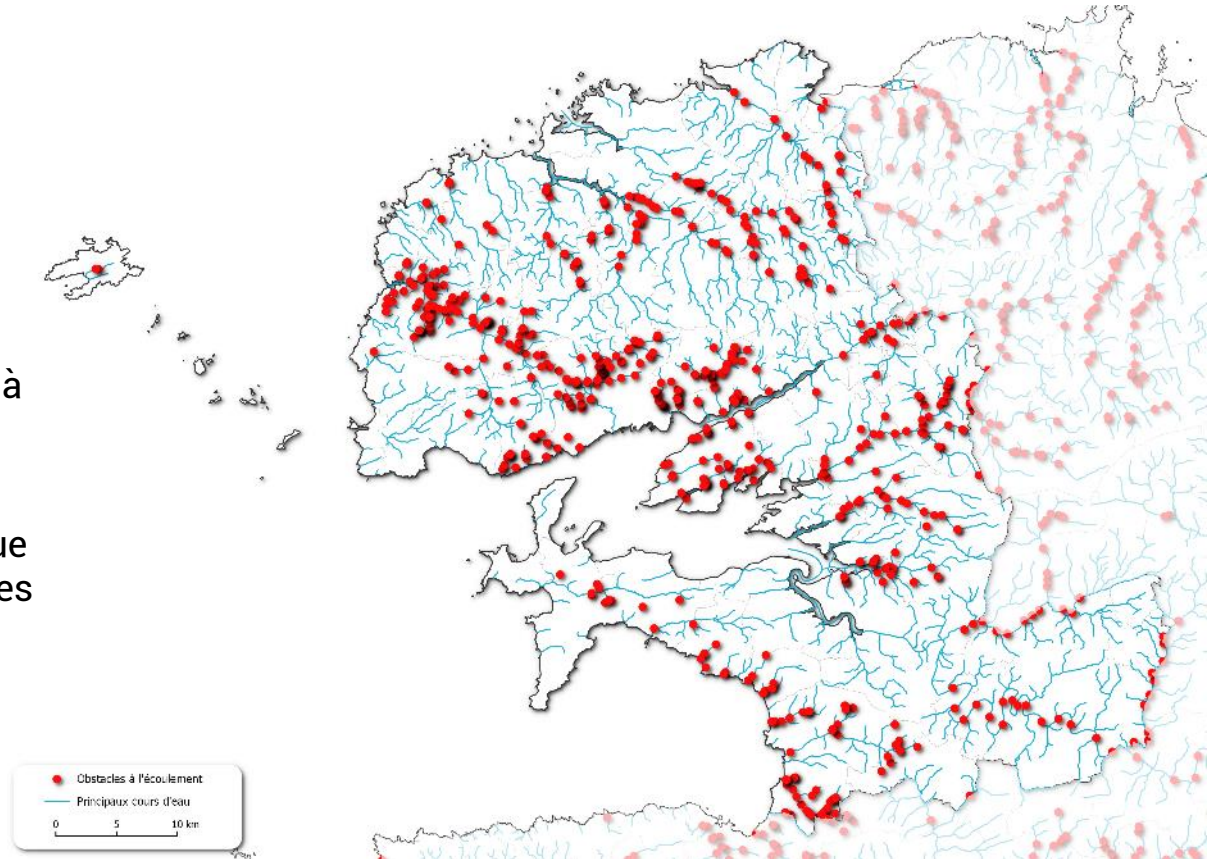 à
ue
es
Obstacles à l'écoulement
Principaux cours d'eau
0 5 10 km